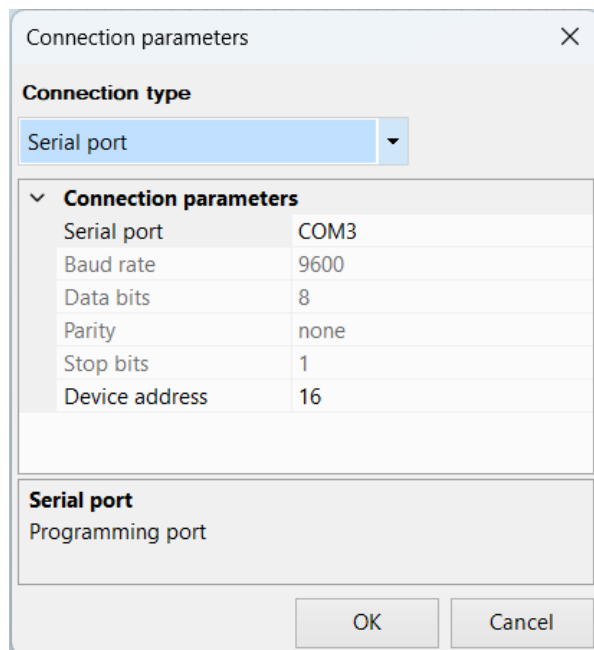 Connection parameters
Connection type
Serial port
Connection parameters
Serial port COM3
Baud rate 9600
Data bits 8
Parity none
Stop bits 1
Device address 16
Serial port
Programming port
OK Cancel